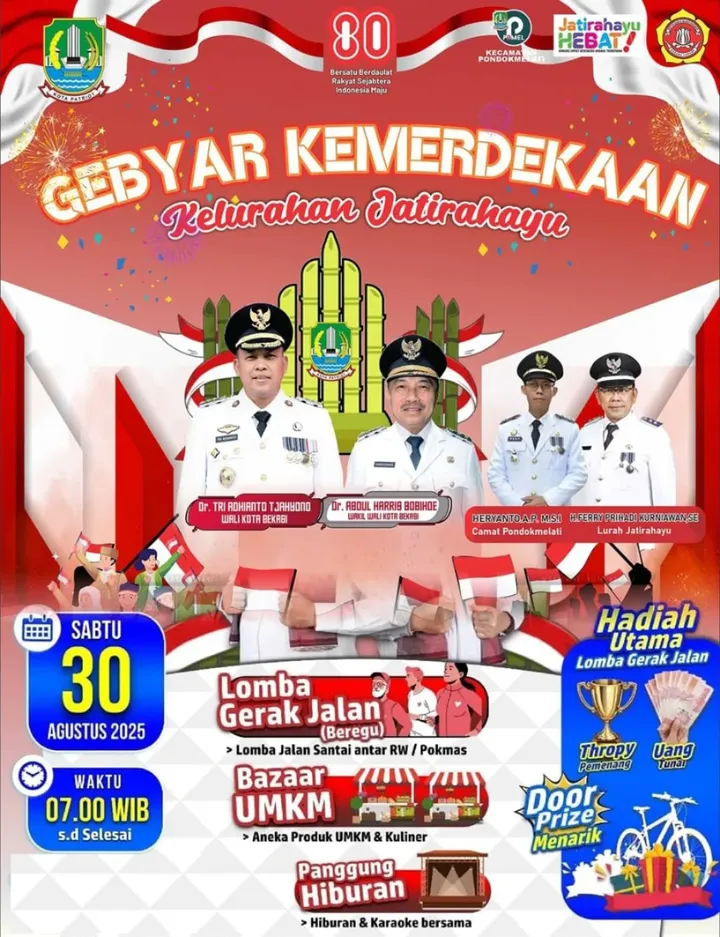 KOTA PATRIOT
80
Bersatu Berdaulat
Rakyat Sejahtera
Indonesia Maju
KECAMATAN
PONDOKMELATI
Jatirahayu
HEBAT!
GEBYAR KEMERDEKAAN
Kelurahan Jatirahayu
KOTA PATRIOT
Dr. TRI ADHIANTO TJAHYONO
WALI KOTA BEKASI
Dr. ABDUL HARRIS BOBIHOE
WAKIL WALI KOTA BEKASI
HERYANTO A.P, M.SI
Camat Pondokmelati
H.FERRY PRIHADI KURNIAWAN,SE
Lurah Jatirahayu
SABTU
30
AGUSTUS 2025
WAKTU
07.00 WIB
s.d Selesai
Lomba
Gerak Jalan
(Beregu)
> Lomba Jalan Santai antar RW / Pokmas
Bazaar
UMKM
> Aneka Produk UMKM & Kuliner
Panggung
Hiburan
> Hiburan & Karaoke bersama
Hadiah
Utama
Lomba Gerak Jalan
Thropy
Pemenang
Uang
Tunai
Door
Prize
Menarik